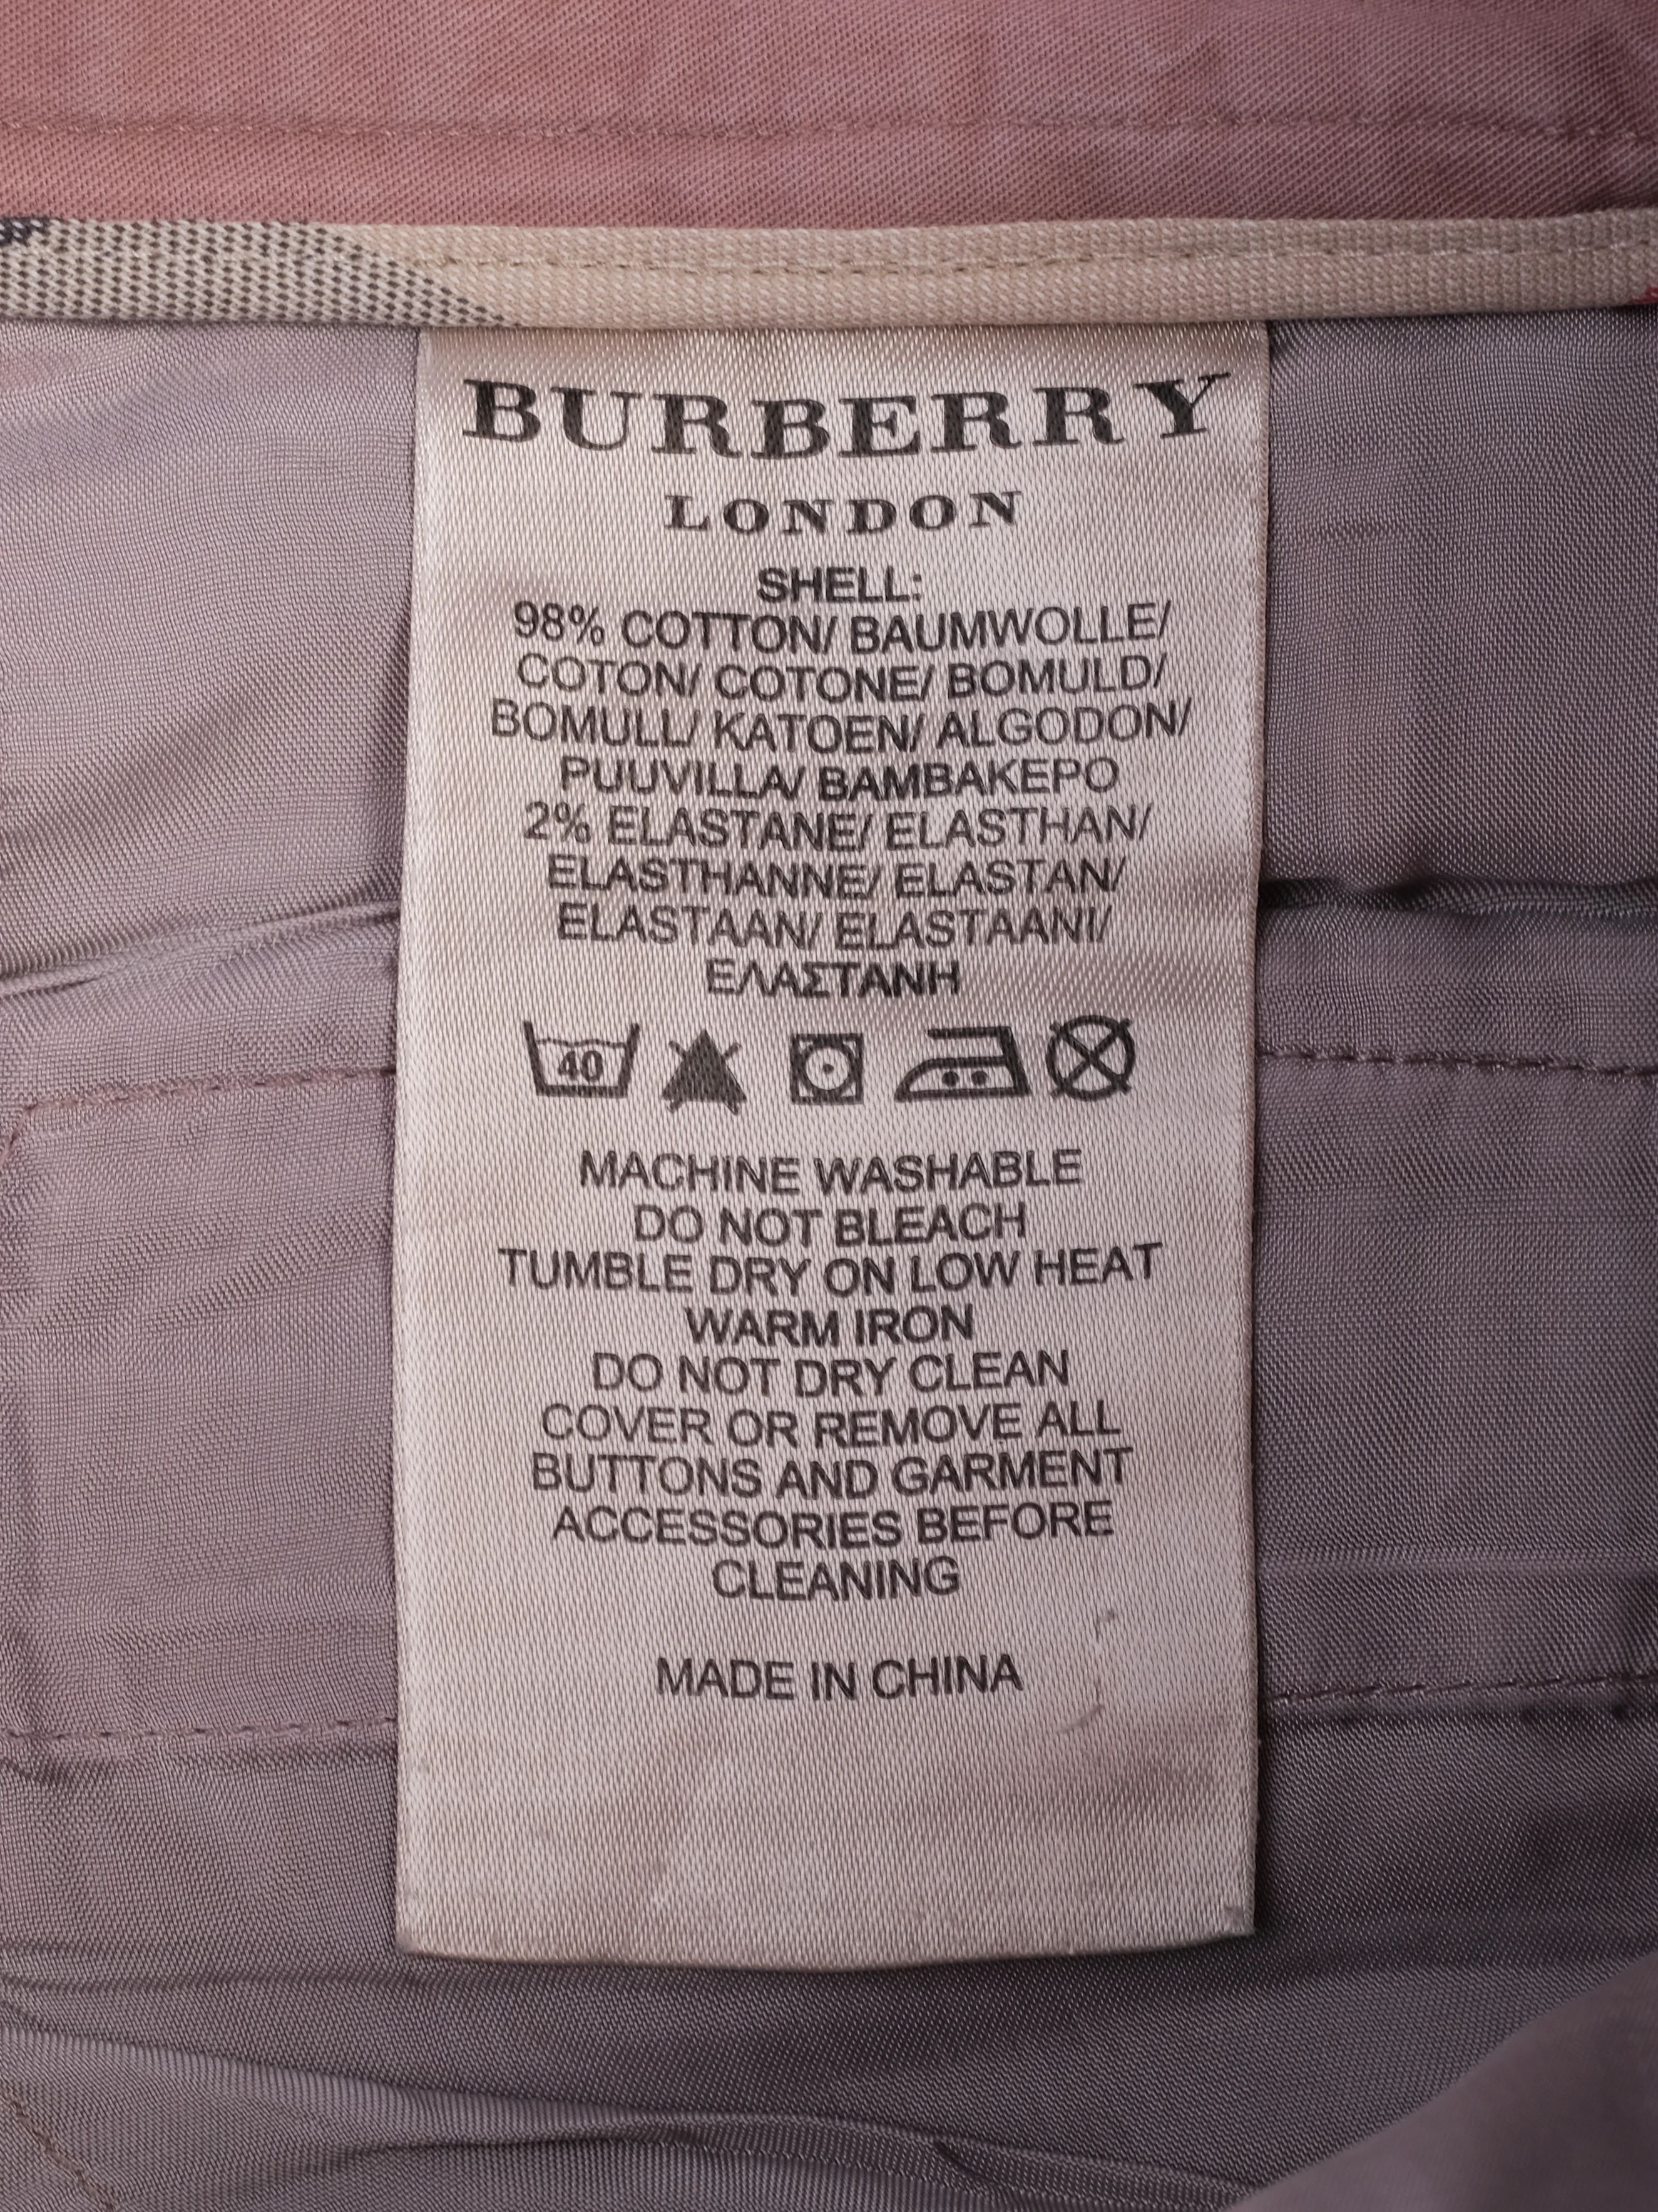 BURBERRY
LONDON
SHELL:
98% COTTON/ BAUMWOLLE/
COTON/ COTONE/ BOMULD/
BOMULL/ KATOEN/ ALGODON/
PUUVILLA/ BAMBAKEPO
2% ELASTANE/ ELASTHAN/
ELASTHANNE/ ELASTAN/
ELASTAAN/ ELASTAANI/
ΕΛΑΣΤΑΝΗ
40
MACHINE WASHABLE
DO NOT BLEACH
TUMBLE DRY ON LOW HEAT
WARM IRON
DO NOT DRY CLEAN
COVER OR REMOVE ALL
BUTTONS AND GARMENT
ACCESSORIES BEFORE
CLEANING
MADE IN CHINA